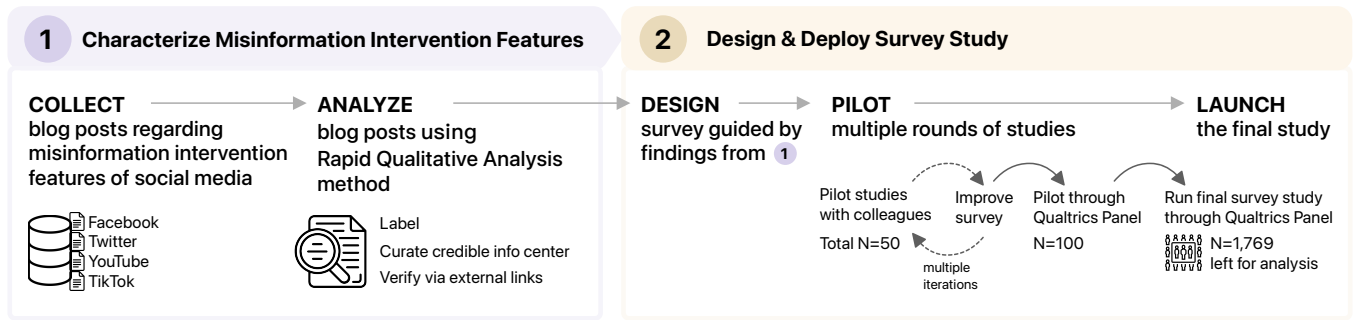 1 Characterize Misinformation Intervention Features
COLLECT
blog posts regarding
misinformation intervention
features of social media
Facebook
Twitter
YouTube
TikTok
ANALYZE
blog posts using
Rapid Qualitative Analysis
method
Label
Curate credible info center
Verify via external links
2 Design & Deploy Survey Study
DESIGN
survey guided by
findings from 1
PILOT
multiple rounds of studies
Pilot studies
with colleagues
Total N=50
Improve
survey
multiple
iterations
Pilot through
Qualtrics Panel
N=100
LAUNCH
the final study
Run final survey study
through Qualtrics Panel
N=1,769
left for analysis